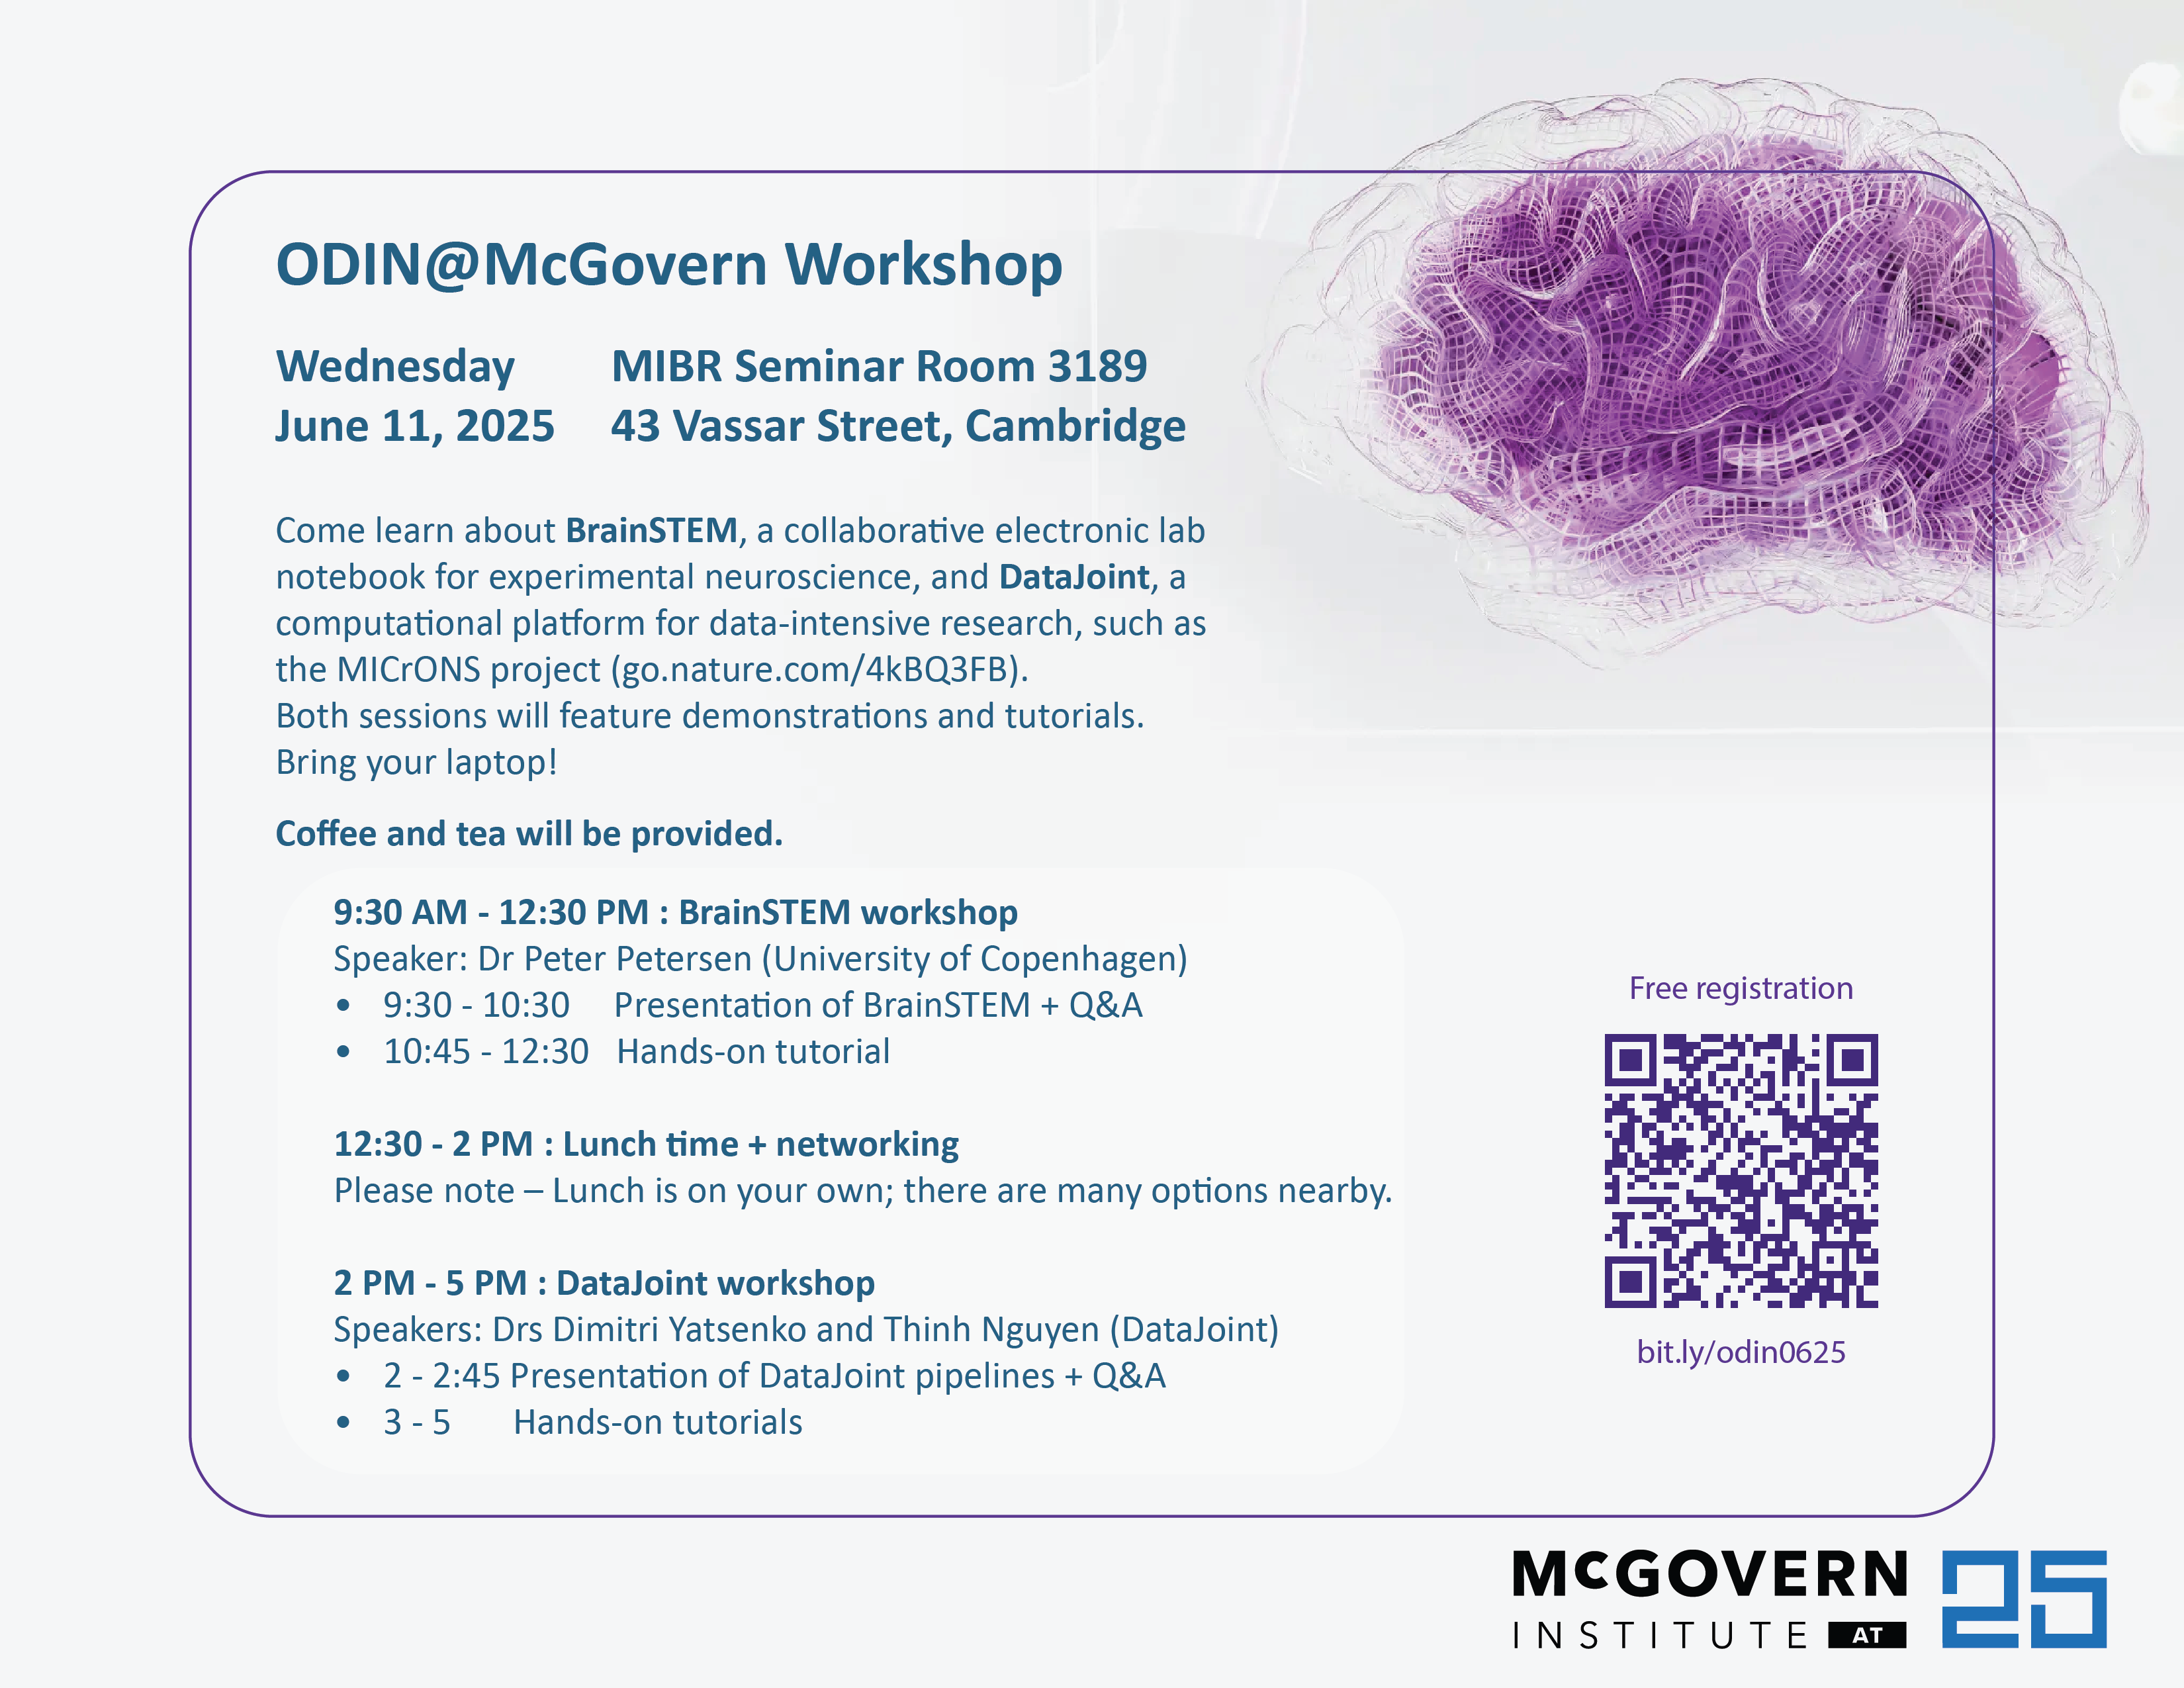 ODIN@McGovern Workshop
Wednesday
June 11, 2025
MIBR Seminar Room 3189
43 Vassar Street, Cambridge
Come learn about BrainSTEM, a collaborative electronic lab
notebook for experimental neuroscience, and DataJoint, a
computational platform for data-intensive research, such as
the MICrONS project (go.nature.com/4kBQ3FB).
Both sessions will feature demonstrations and tutorials.
Bring your laptop!
Coffee and tea will be provided.
9:30 AM - 12:30 PM : BrainSTEM workshop
Speaker: Dr Peter Petersen (University of Copenhagen)
• 9:30 - 10:30 Presentation of BrainSTEM + Q&A
• 10:45 - 12:30 Hands-on tutorial
12:30 - 2 PM : Lunch time + networking
Please note – Lunch is on your own; there are many options nearby.
2 PM - 5 PM : DataJoint workshop
Speakers: Drs Dimitri Yatsenko and Thinh Nguyen (DataJoint)
• 2 - 2:45 Presentation of DataJoint pipelines + Q&A
• 3 - 5 Hands-on tutorials
Free registration
bit.ly/odin0625
McGOVERN
INSTITUTE AT
25